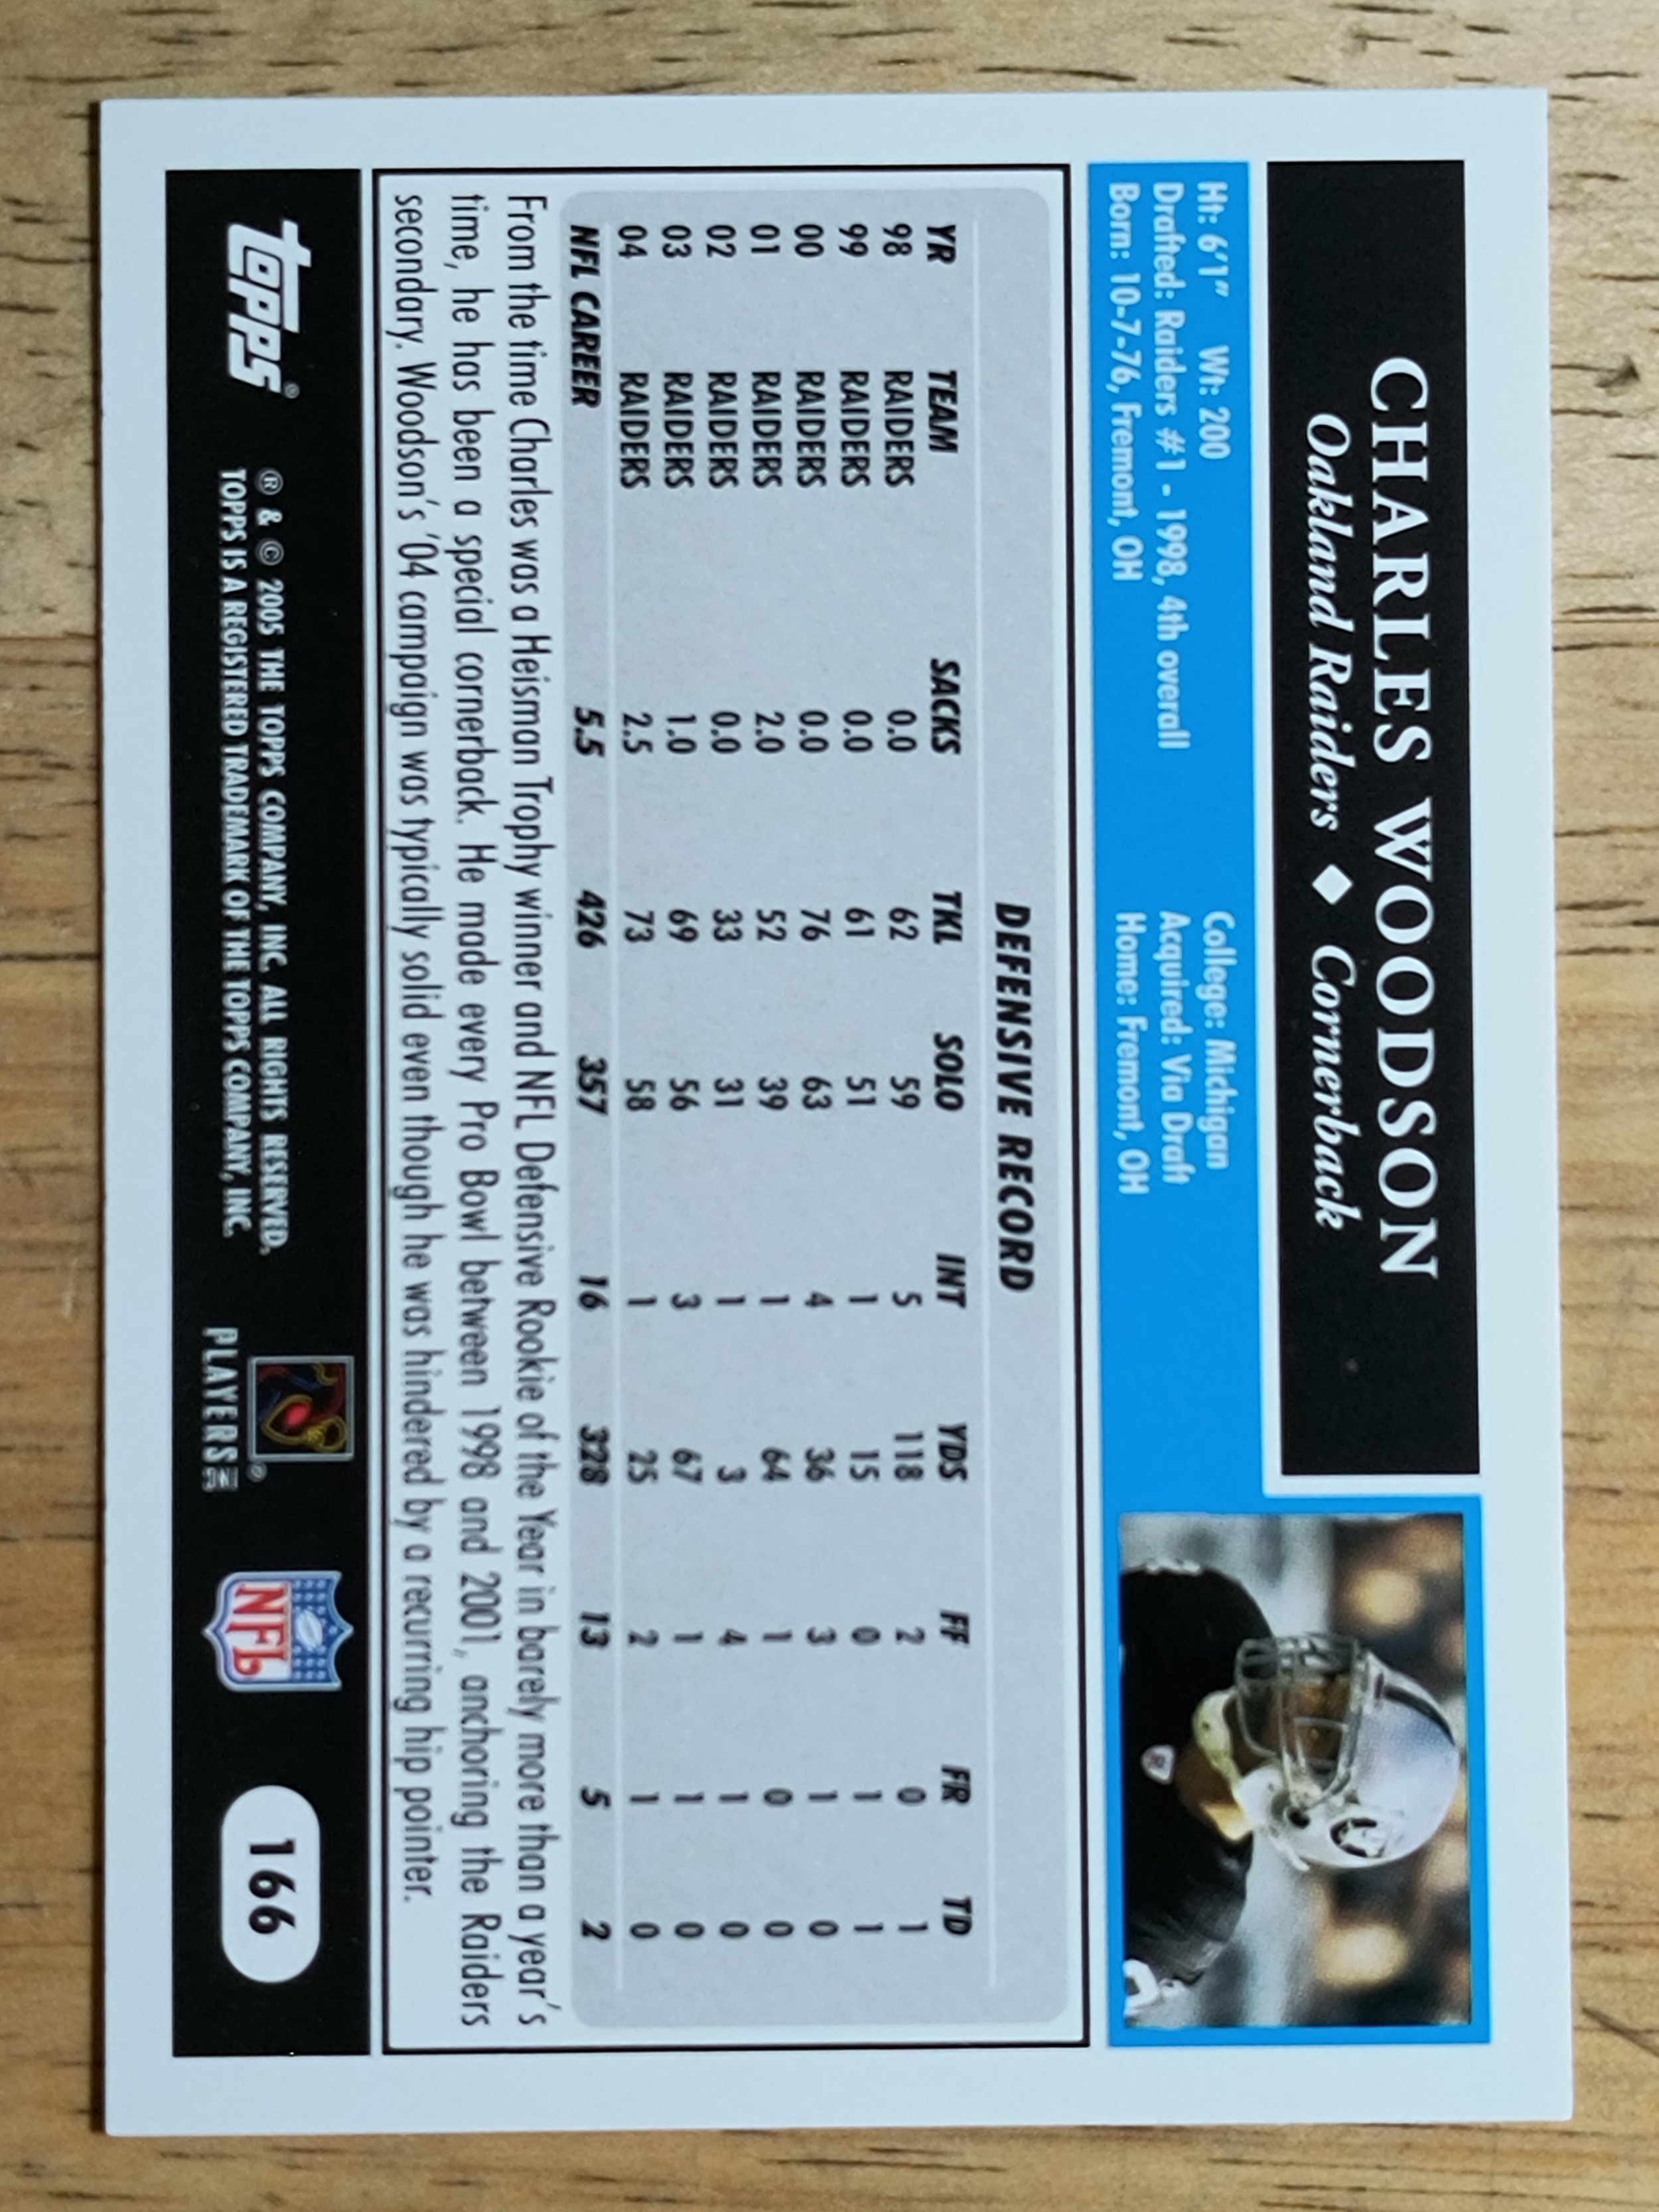 CHARLES WOODSON
Oakland Raiders ◆ Cornerback
Ht: 6'1" Wt: 200 College: Michigan
Drafted: Raiders #1 - 1998, 4th overall Acquired: Via Draft
Born: 10-7-76, Fremont, OH Home: Fremont, OH
DEFENSIVE RECORD
YR TEAM SACKS TKL SOLO INT YDS FF FR TD
98 RAIDERS 0.0 62 59 5 118 2 0 1
99 RAIDERS 0.0 61 51 1 15 0 1 1
00 RAIDERS 0.0 76 63 4 36 3 1 0
01 RAIDERS 2.0 52 39 1 64 1 0 0
02 RAIDERS 0.0 33 31 1 3 4 1 0
03 RAIDERS 1.0 69 56 3 67 1 1 0
04 RAIDERS 2.5 73 58 1 25 2 1 0
NFL CAREER 5.5 426 357 16 328 13 5 2
From the time Charles was a Heisman Trophy winner and NFL Defensive Rookie of the Year in barely more than a year's
time, he has been a special cornerback. He made every Pro Bowl between 1998 and 2001, anchoring the Raiders
secondary. Woodson's '04 campaign was typically solid even though he was hindered by a recurring hip pointer.
topps®
® & © 2005 THE TOPPS COMPANY, INC. ALL RIGHTS RESERVED.
TOPPS IS A REGISTERED TRADEMARK OF THE TOPPS COMPANY, INC.
®
PLAYERS INC
NFL
166